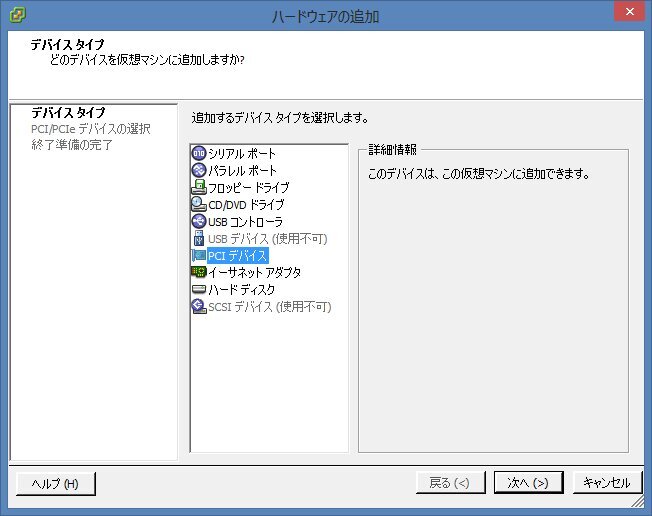 ハードウェアの追加
デバイス タイプ
どのデバイスを仮想マシンに追加しますか?
デバイス タイプ
PCI/PCIe デバイスの選択
終了準備の完了
追加するデバイス タイプを選択します。
シリアル ポート
パラレル ポート
フロッピー ドライブ
CD/DVD ドライブ
USB コントローラ
USB デバイス (使用不可)
PCI デバイス
イーサネット アダプタ
ハード ディスク
SCSI デバイス (使用不可)
詳細情報
このデバイスは、この仮想マシンに追加できます。
ヘルプ (H)
戻る (<)
次へ (>)
キャンセル